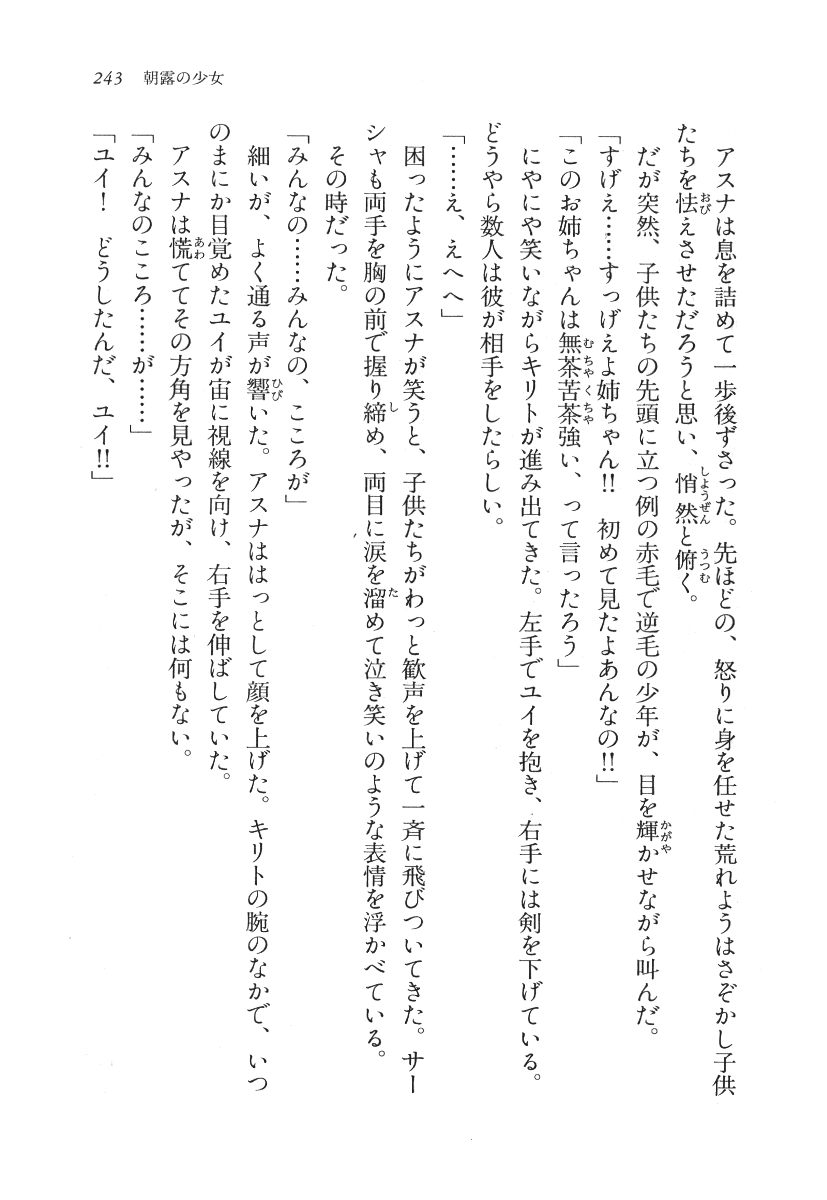 243 朝露の少女
アスナは息を詰めて一歩後ずさった。先ほどの、怒りに身を任せた荒れようはさぞかし子供
たちを怯えさせただろうと思い、悄然と俯く。
だが突然、子供たちの先頭に立つ例の赤毛で逆毛の少年が、目を輝かせながら叫んだ。
「すげえ……すっげえよ姉ちゃん!!　初めて見たよあんなの!!」
「このお姉ちゃんは無茶苦茶強い、って言ったろう」
にやにや笑いながらキリトが進み出てきた。左手でユイを抱き、右手には剣を下げている。
どうやら数人は彼が相手をしたらしい。
「……え、えへへ」
困ったようにアスナが笑うと、子供たちがわっと歓声を上げて一斉に飛びついてきた。サー
シャも両手を胸の前で握り締め、両目に涙を溜めて泣き笑いのような表情を浮かべている。
その時だった。
「みんなの……みんなの、こころが」
細いが、よく通る声が響いた。アスナははっとして顔を上げた。キリトの腕のなかで、いつ
のまにか目覚めたユイが宙に視線を向け、右手を伸ばしていた。
アスナは慌ててその方角を見やったが、そこには何もない。
「みんなのこころ……が……」
「ユイ！　どうしたんだ、ユイ!!」